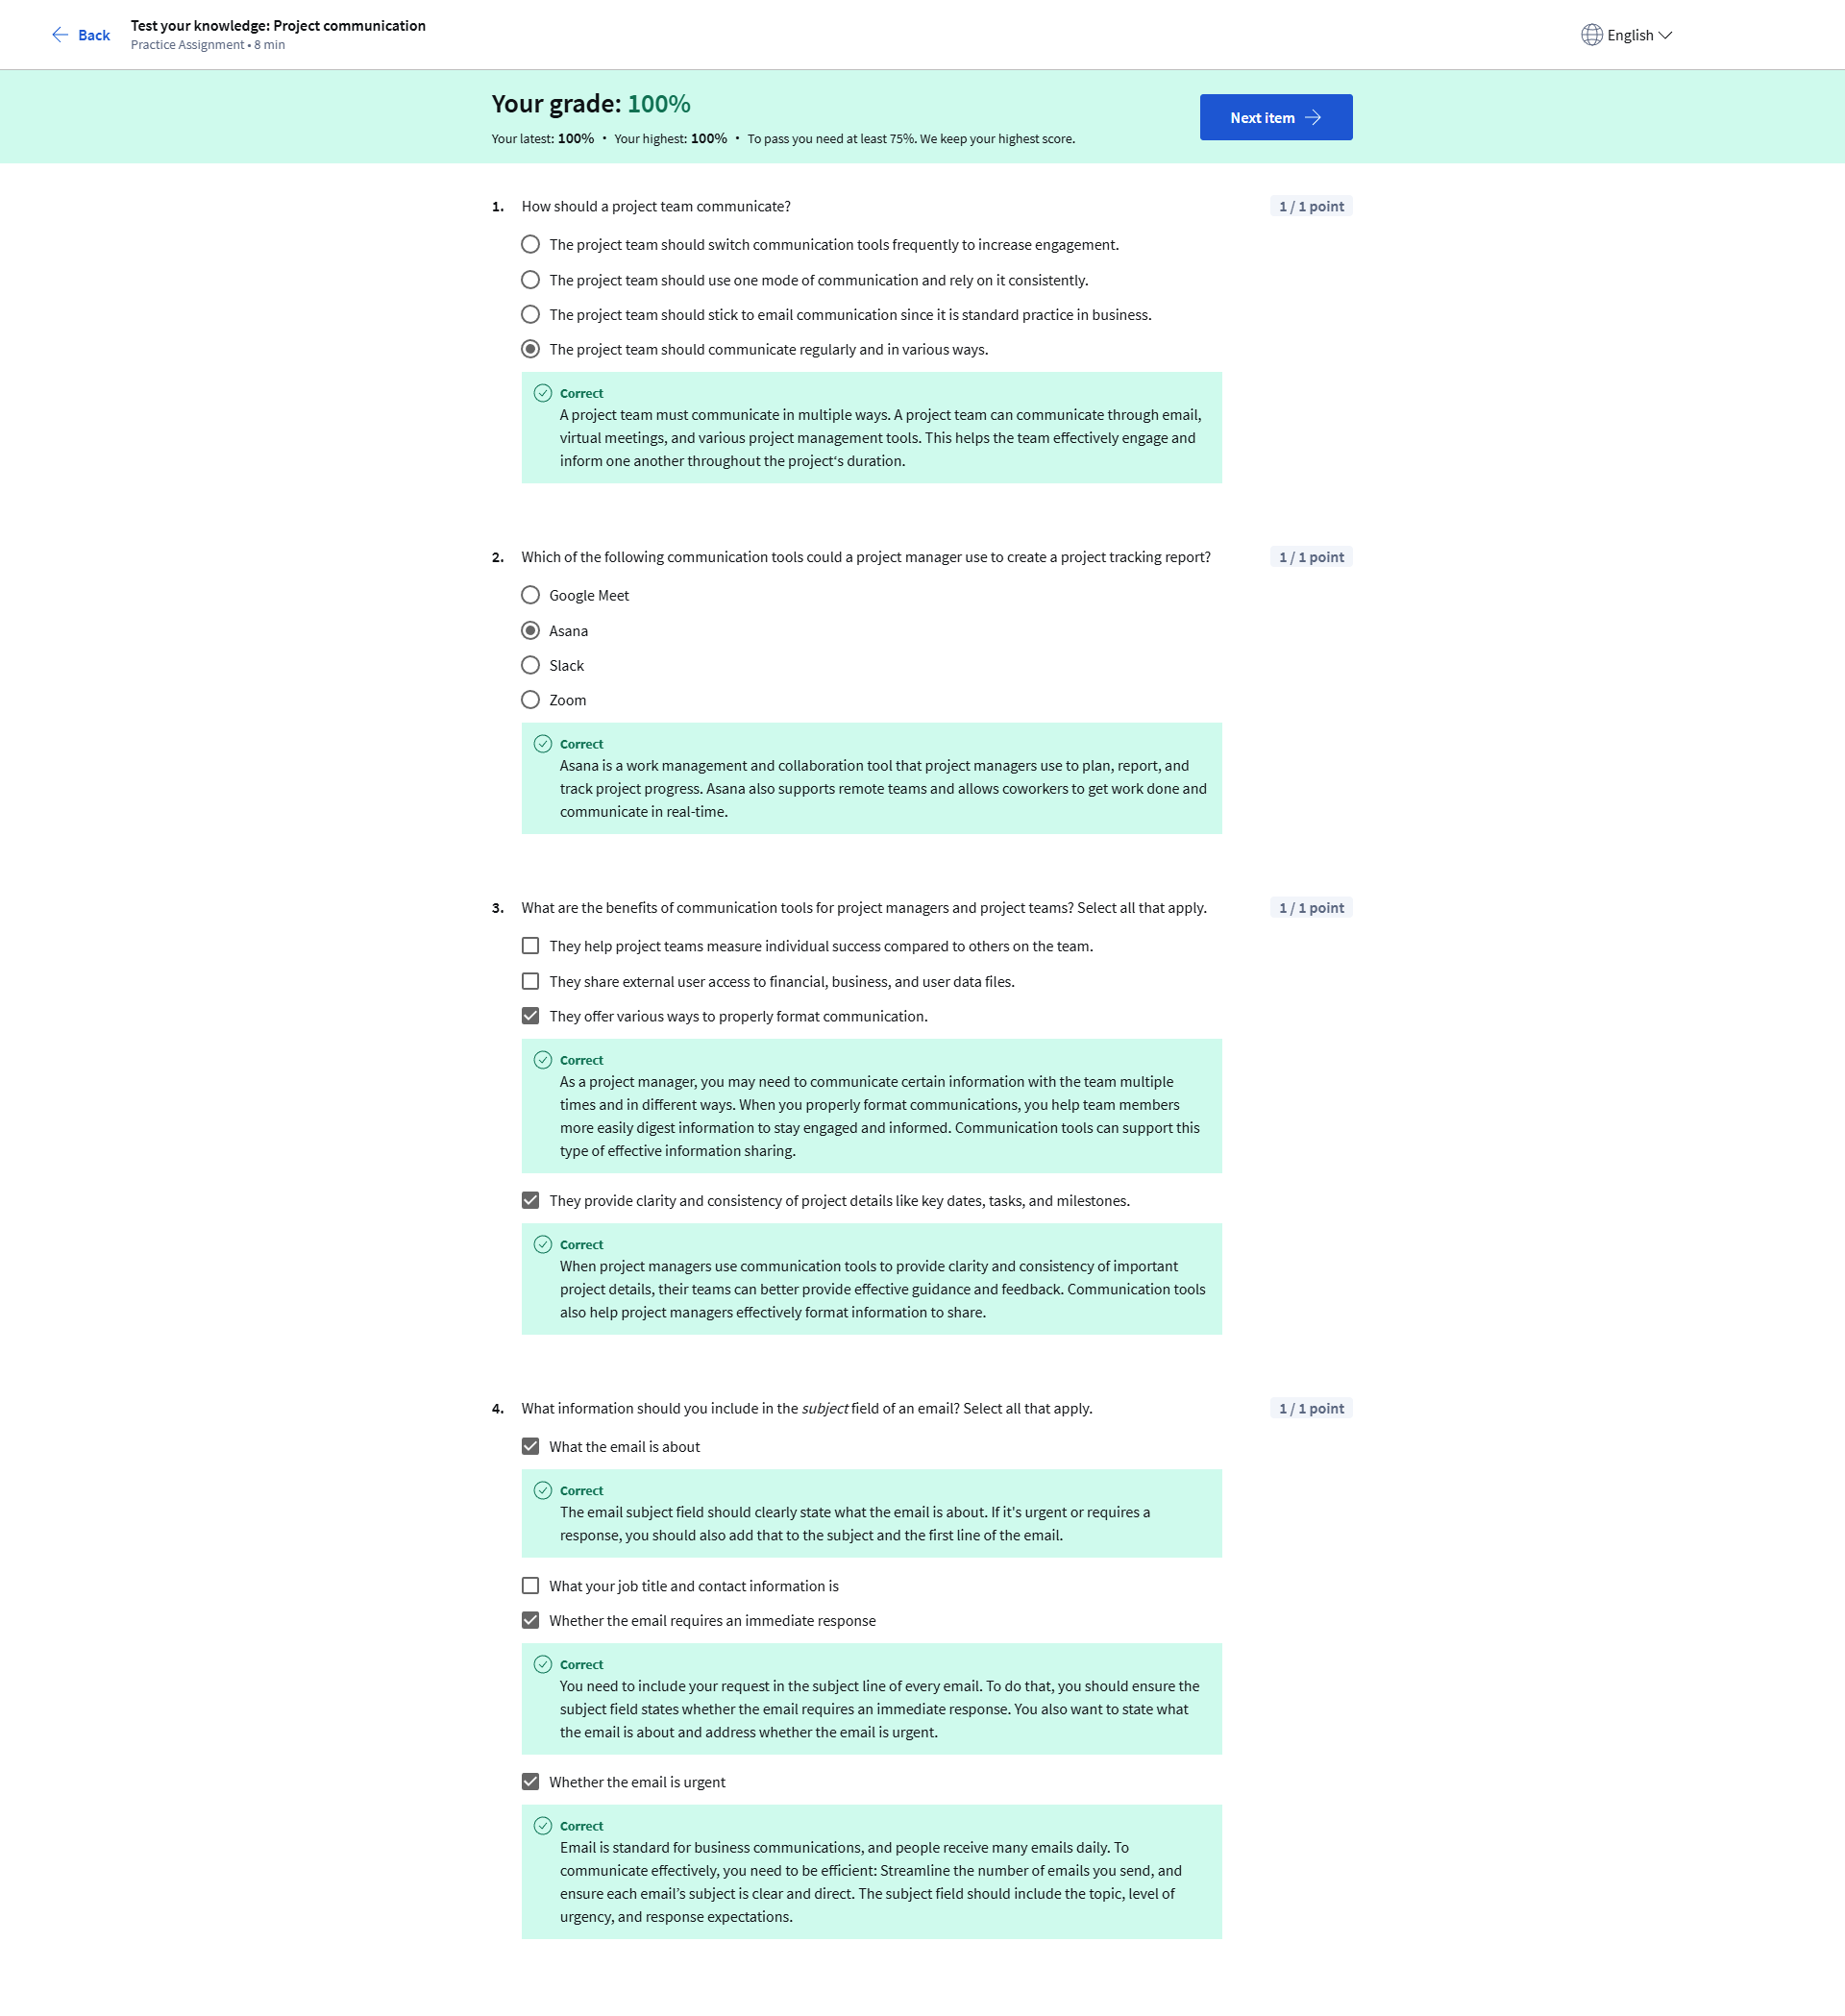 Back
Test your knowledge: Project communication
Practice Assignment • 8 min
English
Your grade: 100%
Your latest: 100% • Your highest: 100% • To pass you need at least 75%. We keep your highest score.
Next item
1. How should a project team communicate?
1 / 1 point
The project team should switch communication tools frequently to increase engagement.
The project team should use one mode of communication and rely on it consistently.
The project team should stick to email communication since it is standard practice in business.
The project team should communicate regularly and in various ways.
Correct
A project team must communicate in multiple ways. A project team can communicate through email,
virtual meetings, and various project management tools. This helps the team effectively engage and
inform one another throughout the project‘s duration.
2. Which of the following communication tools could a project manager use to create a project tracking report?
1 / 1 point
Google Meet
Asana
Slack
Zoom
Correct
Asana is a work management and collaboration tool that project managers use to plan, report, and
track project progress. Asana also supports remote teams and allows coworkers to get work done and
communicate in real-time.
3. What are the benefits of communication tools for project managers and project teams? Select all that apply.
1 / 1 point
They help project teams measure individual success compared to others on the team.
They share external user access to financial, business, and user data files.
They offer various ways to properly format communication.
Correct
As a project manager, you may need to communicate certain information with the team multiple
times and in different ways. When you properly format communications, you help team members
more easily digest information to stay engaged and informed. Communication tools can support this
type of effective information sharing.
They provide clarity and consistency of project details like key dates, tasks, and milestones.
Correct
When project managers use communication tools to provide clarity and consistency of important
project details, their teams can better provide effective guidance and feedback. Communication tools
also help project managers effectively format information to share.
4. What information should you include in the subject field of an email? Select all that apply.
1 / 1 point
What the email is about
Correct
The email subject field should clearly state what the email is about. If it's urgent or requires a
response, you should also add that to the subject and the first line of the email.
What your job title and contact information is
Whether the email requires an immediate response
Correct
You need to include your request in the subject line of every email. To do that, you should ensure the
subject field states whether the email requires an immediate response. You also want to state what
the email is about and address whether the email is urgent.
Whether the email is urgent
Correct
Email is standard for business communications, and people receive many emails daily. To
communicate effectively, you need to be efficient: Streamline the number of emails you send, and
ensure each email’s subject is clear and direct. The subject field should include the topic, level of
urgency, and response expectations.